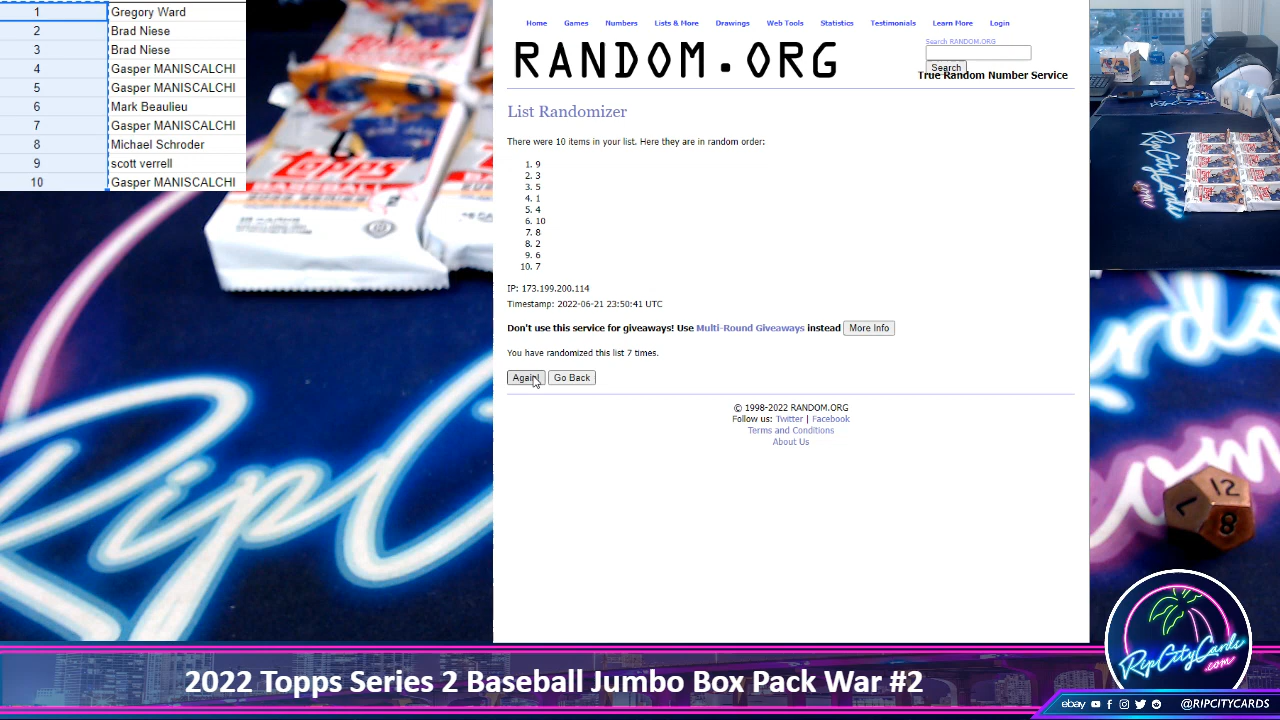 1 Gregory Ward
2 Brad Niese
3 Brad Niese
4 Gasper MANISCALCHI
5 Gasper MANISCALCHI
6 Mark Beaulieu
7 Gasper MANISCALCHI
8 Michael Schroder
9 scott verrell
10 Gasper MANISCALCHI
Home Games Numbers Lists & More Drawings Web Tools Statistics Testimonials Learn More Login
RANDOM.ORG
Search RANDOM.ORG
Search
True Random Number Service
List Randomizer
There were 10 items in your list. Here they are in random order:
1. 9
2. 3
3. 5
4. 1
5. 4
6. 10
7. 8
8. 2
9. 6
10. 7
IP: 173.199.200.114
Timestamp: 2022-06-21 23:50:41 UTC
Don't use this service for giveaways! Use Multi-Round Giveaways instead More Info
You have randomized this list 7 times.
Again! Go Back
© 1998-2022 RANDOM.ORG
Follow us: Twitter | Facebook
Terms and Conditions
About Us
TOPPS
BASEBALL
RipC
12
8
RipCityCards
.com
2022 Topps Series 2 Baseball Jumbo Box Pack War #2
ebay @RIPCITYCARDS